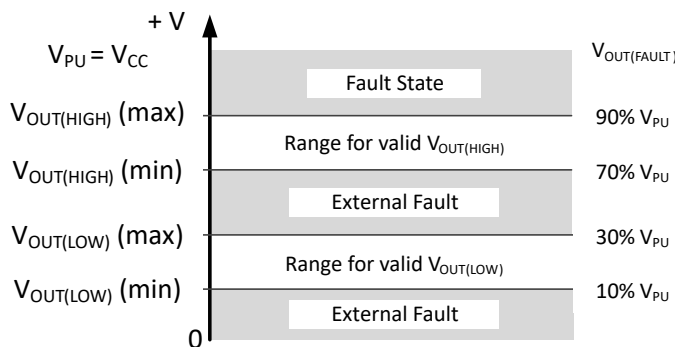 + V
V_PU = V_CC
V_OUT(FAULT)
Fault State
V_OUT(HIGH) (max)
90% V_PU
Range for valid V_OUT(HIGH)
V_OUT(HIGH) (min)
70% V_PU
External Fault
V_OUT(LOW) (max)
30% V_PU
Range for valid V_OUT(LOW)
V_OUT(LOW) (min)
10% V_PU
External Fault
0